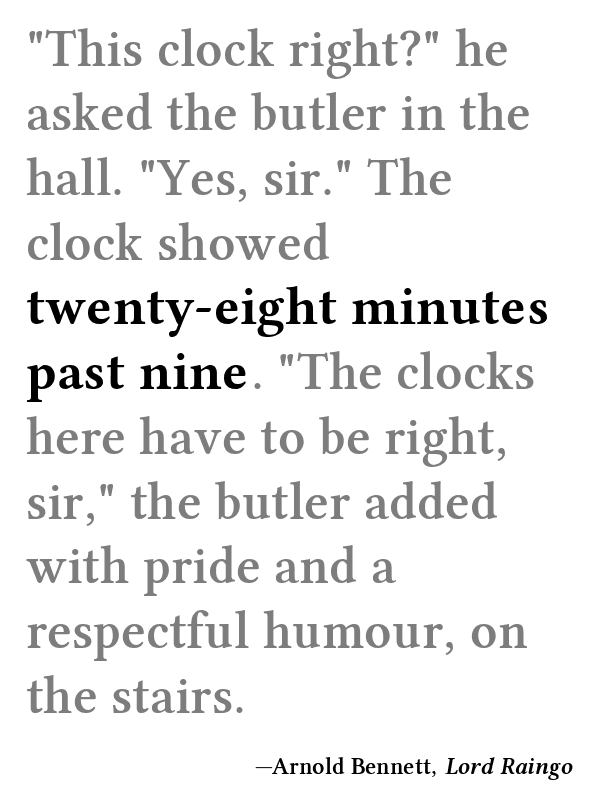 "This clock right?" he
asked the butler in the
hall. "Yes, sir." The
clock showed
twenty-eight minutes
past nine. "The clocks
here have to be right,
sir," the butler added
with pride and a
respectful humour, on
the stairs.
—Arnold Bennett, Lord Raingo